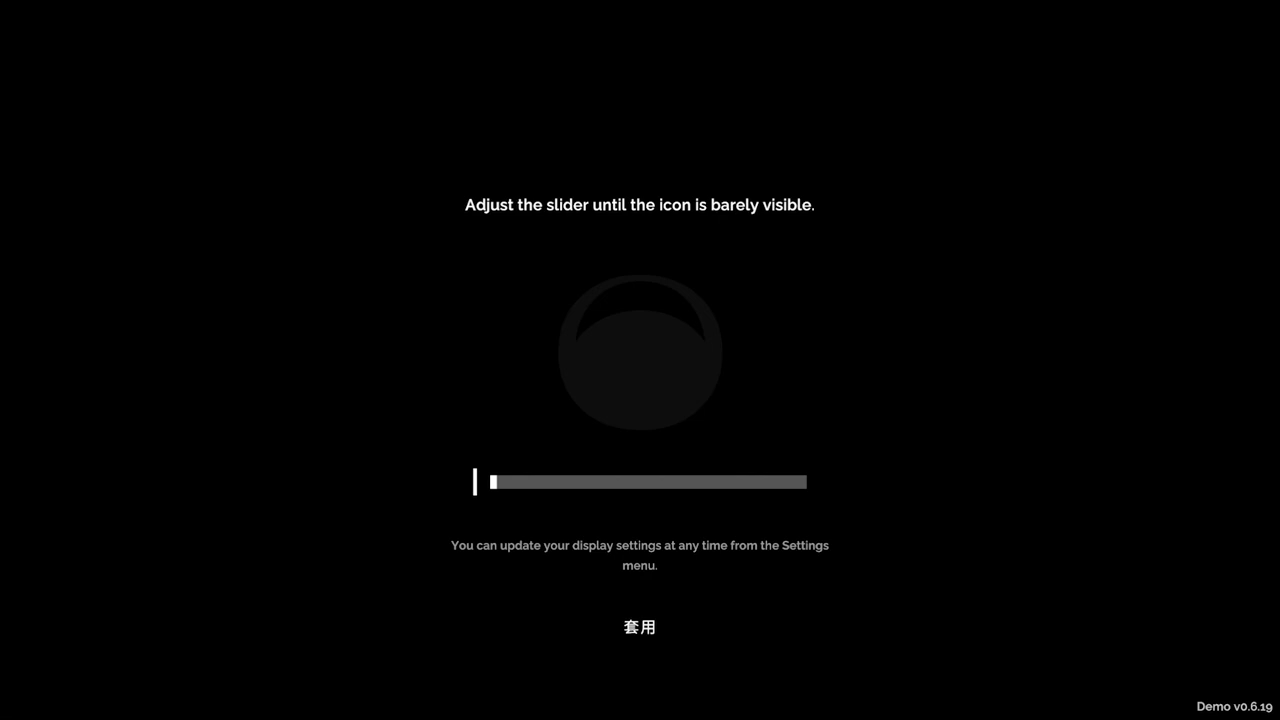 Adjust the slider until the icon is barely visible.
You can update your display settings at any time from the Settings
menu.
套用
Demo v0.6.19